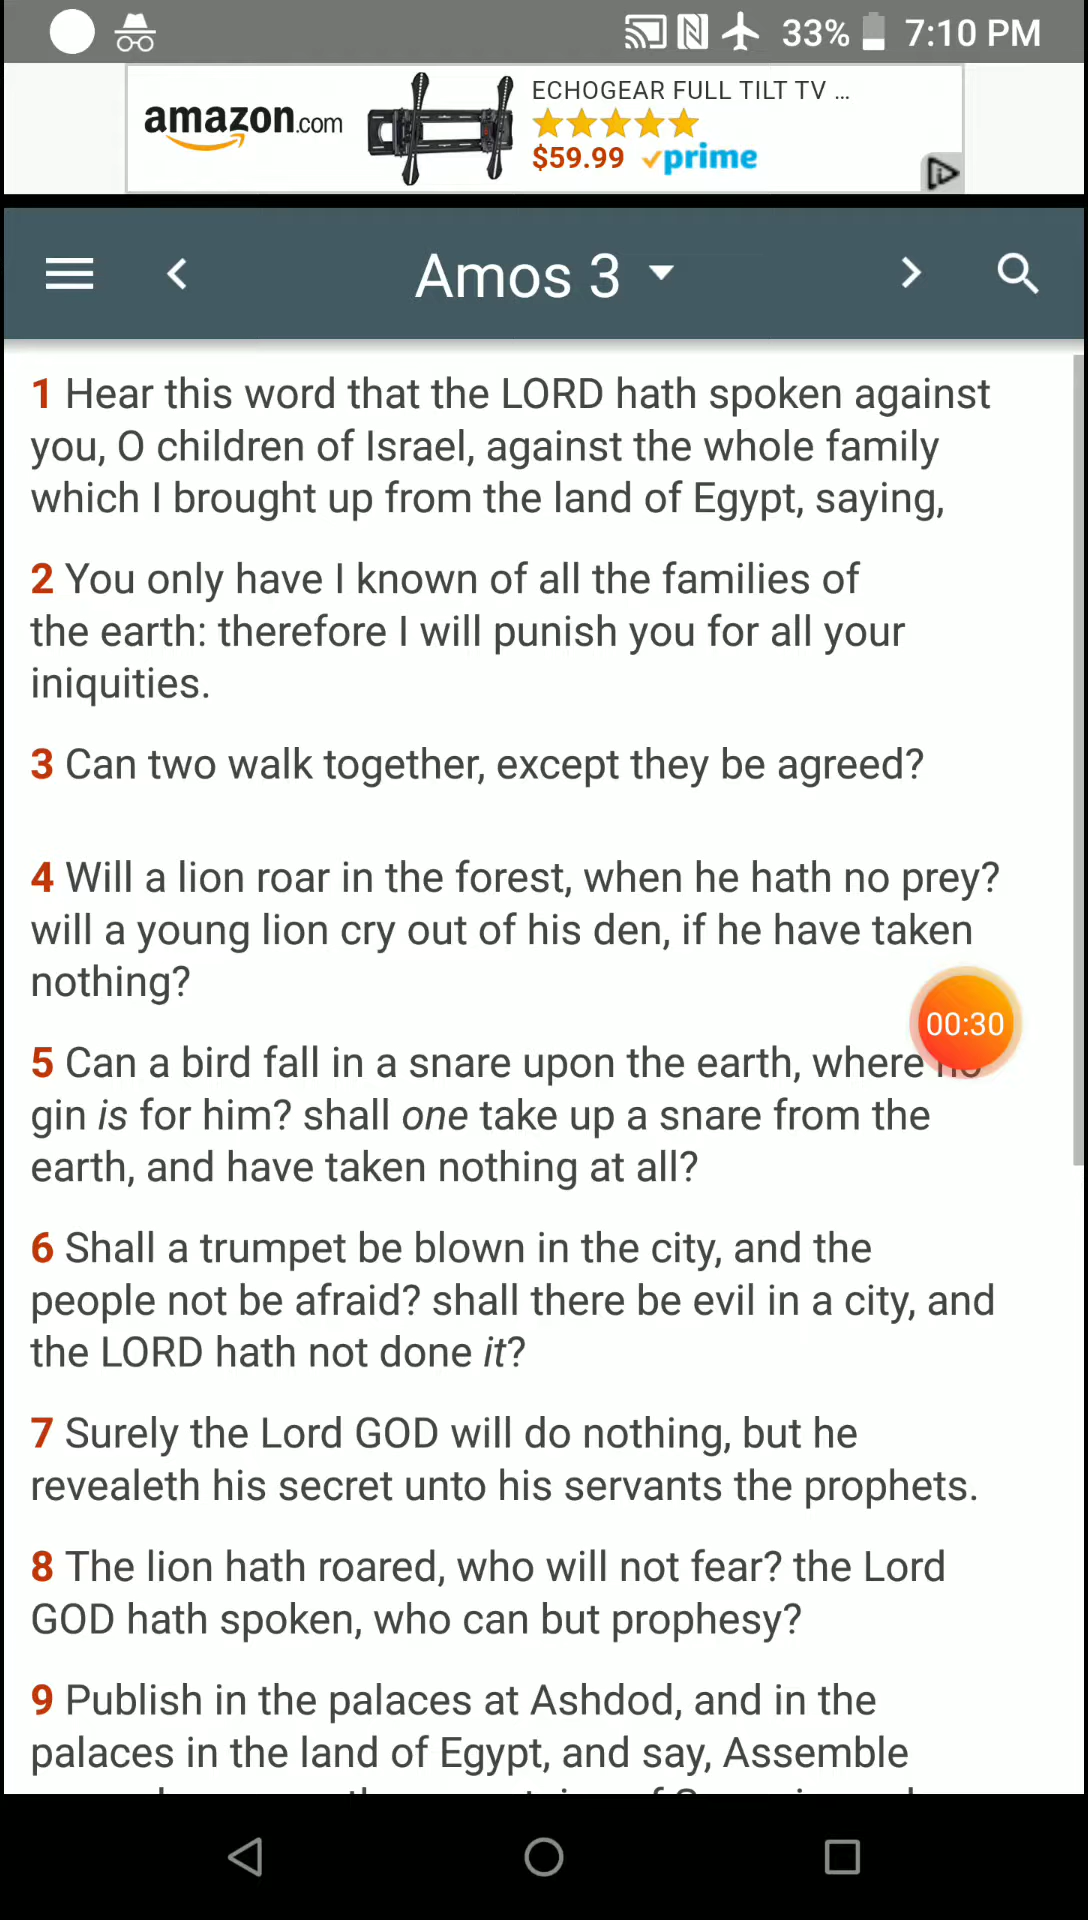 33% 7:10 PM
amazon.com
ECHOGEAR FULL TILT TV ...
$59.99 prime
Amos 3
1 Hear this word that the LORD hath spoken against
you, O children of Israel, against the whole family
which I brought up from the land of Egypt, saying,
2 You only have I known of all the families of
the earth: therefore I will punish you for all your
iniquities.
3 Can two walk together, except they be agreed?
4 Will a lion roar in the forest, when he hath no prey?
will a young lion cry out of his den, if he have taken
nothing?
00:30
5 Can a bird fall in a snare upon the earth, where no
gin is for him? shall one take up a snare from the
earth, and have taken nothing at all?
6 Shall a trumpet be blown in the city, and the
people not be afraid? shall there be evil in a city, and
the LORD hath not done it?
7 Surely the Lord GOD will do nothing, but he
revealeth his secret unto his servants the prophets.
8 The lion hath roared, who will not fear? the Lord
GOD hath spoken, who can but prophesy?
9 Publish in the palaces at Ashdod, and in the
palaces in the land of Egypt, and say, Assemble